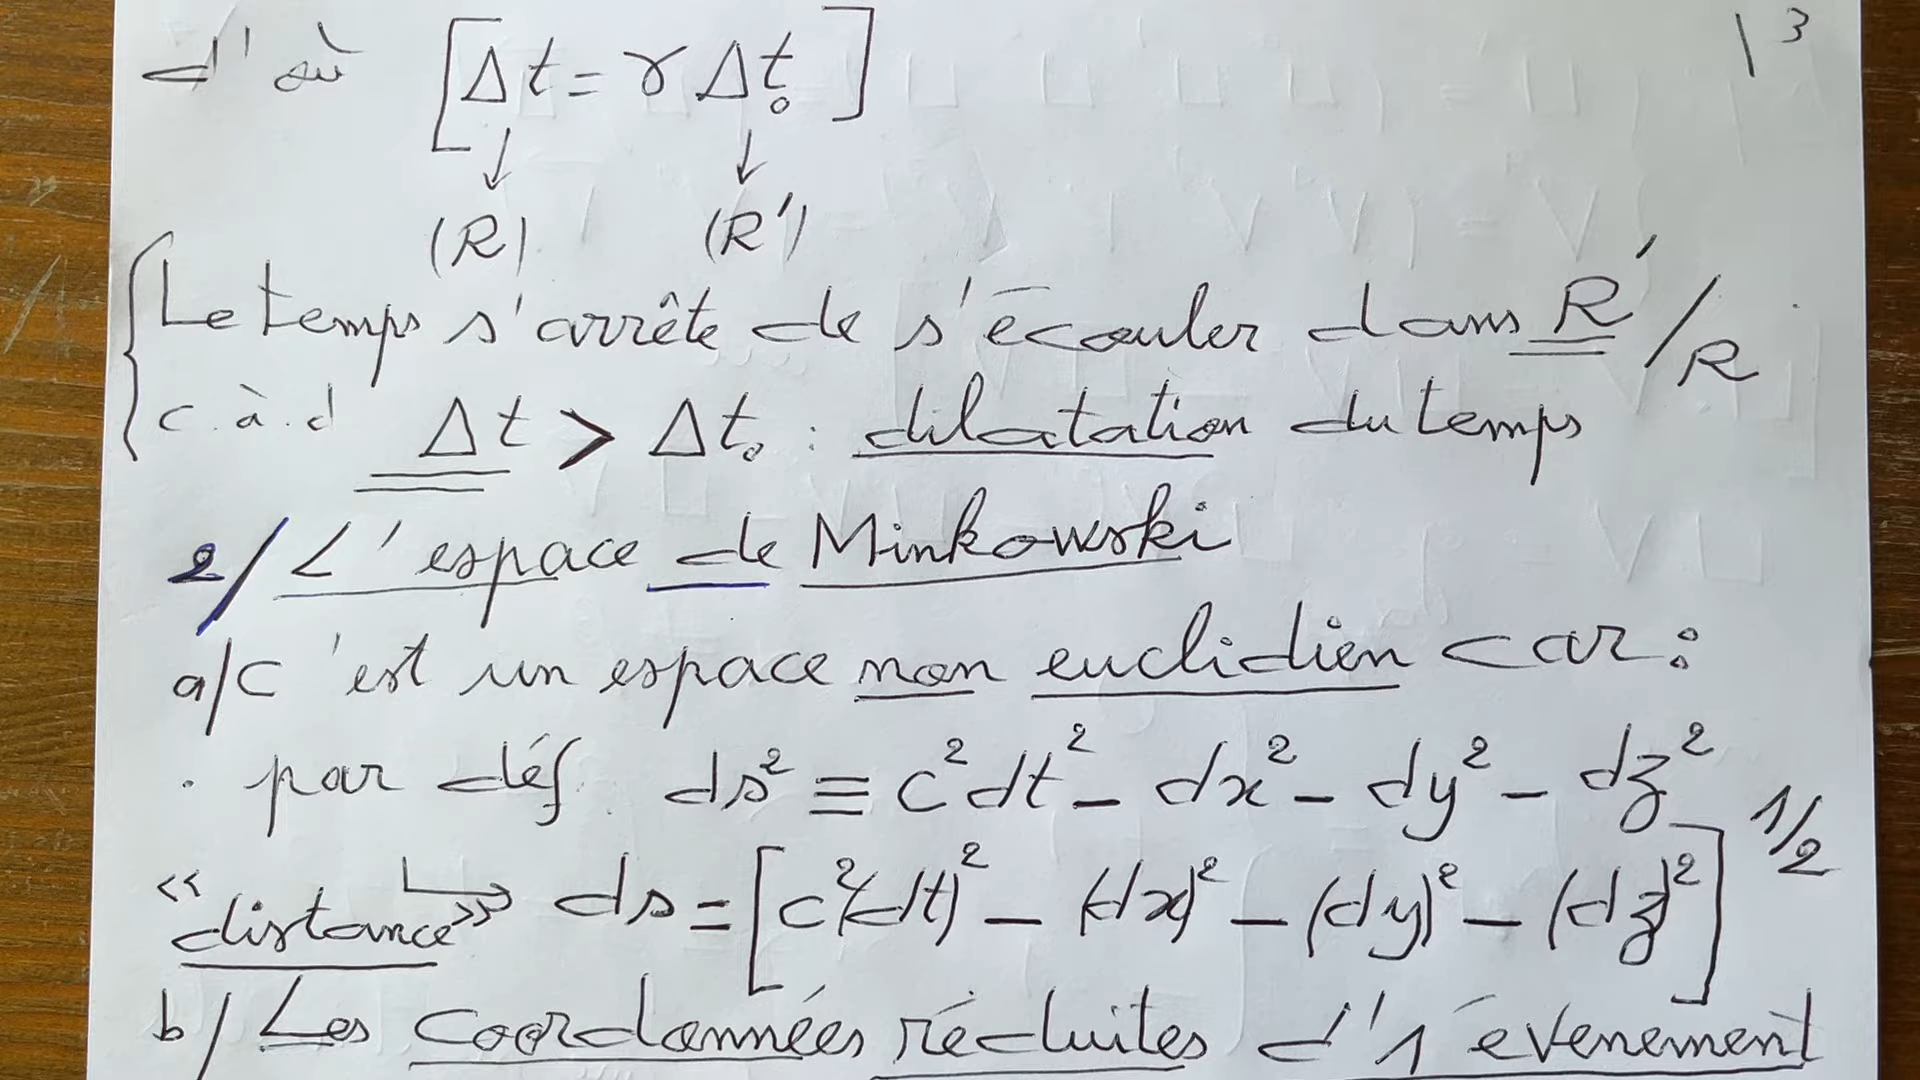 d'où [Δt = γ Δt₀]
13
↓ ↓
(R) (R')
Le temps s'arrête de s'écouler dans R'/R
c.à.d Δt > Δt₀ : dilatation du temps
2/ L'espace de Minkowski
a/ C'est un espace non euclidien car :
. par déf. ds² ≡ c²dt² - dx² - dy² - dz²
"distance" ↳ ds = [c²(dt)² - (dx)² - (dy)² - (dz)²]^1/2
b/ Les coordonnées réduites d'1 évenement